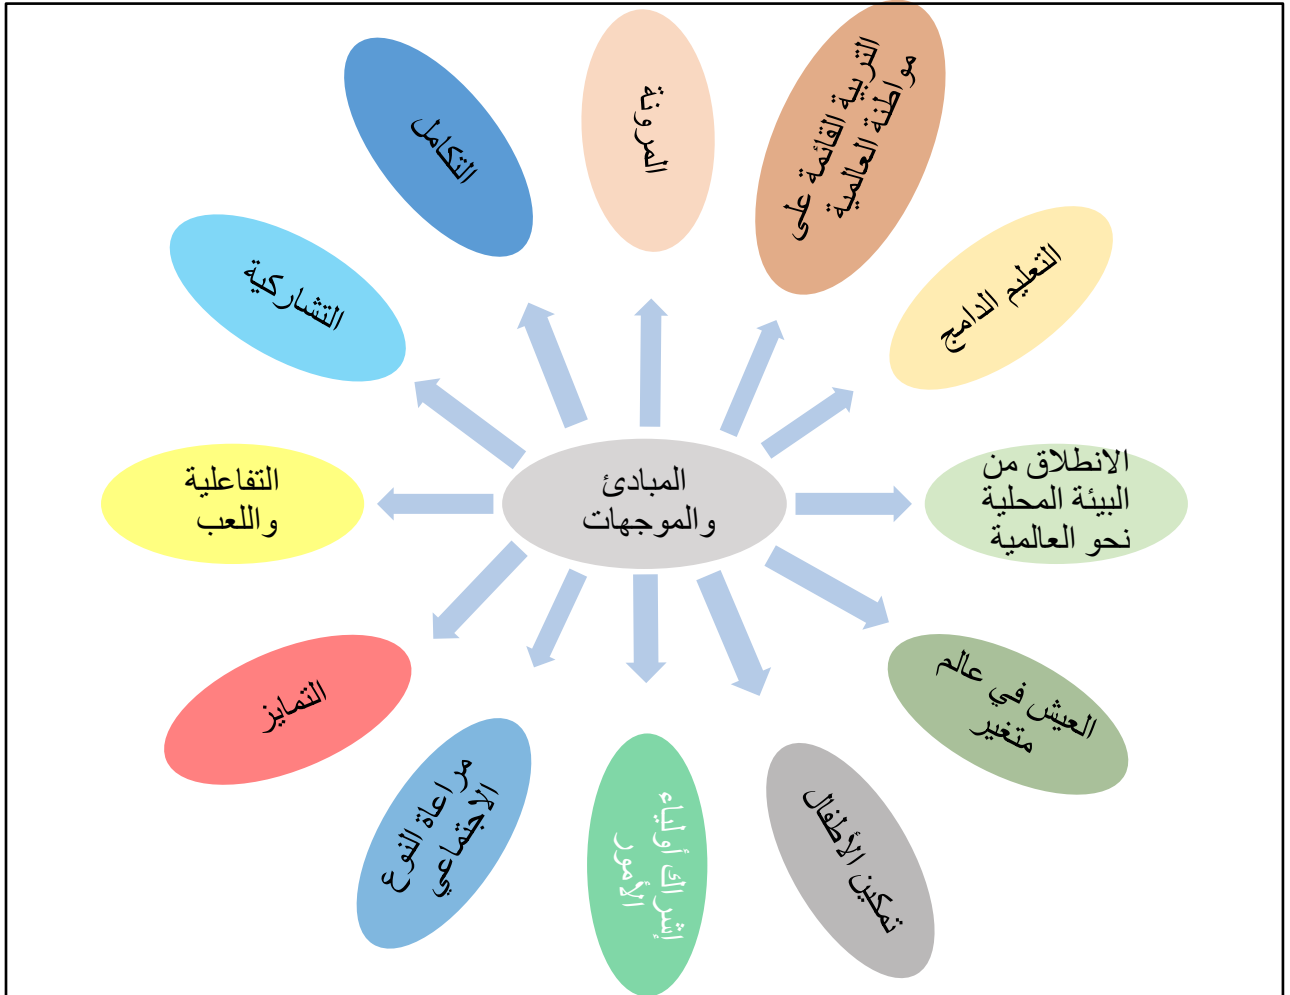 المبادئ
والموجهات
المرونة
التربية القائمة على
مواطنة العالمية
التعليم الدامج
الانطلاق من
البيئة المحلية
نحو العالمية
العيش في عالم
متغير
تمكين الأطفال
إشراك أولياء
الأمور
مراعاة النوع
الاجتماعي
التمايز
التفاعلية
واللعب
التشاركية
التكامل